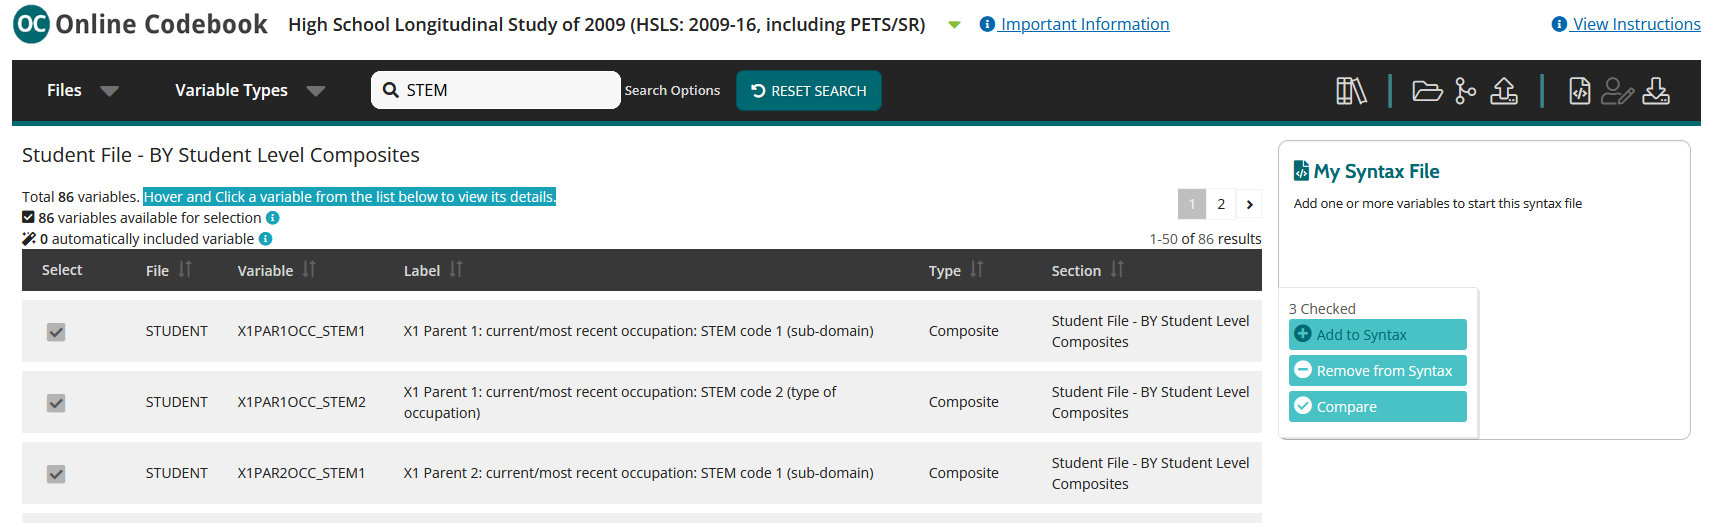 OC Online Codebook High School Longitudinal Study of 2009 (HSLS: 2009-16, including PETS/SR) Important Information View Instructions
Files Variable Types STEM Search Options RESET SEARCH
Student File - BY Student Level Composites
Total 86 variables. Hover and Click a variable from the list below to view its details.
86 variables available for selection
0 automatically included variable
1 2
1-50 of 86 results
Select File Variable Label Type Section
STUDENT X1PAR1OCC_STEM1 X1 Parent 1: current/most recent occupation: STEM code 1 (sub-domain) Composite Student File - BY Student Level
Composites
STUDENT X1PAR1OCC_STEM2 X1 Parent 1: current/most recent occupation: STEM code 2 (type of
occupation) Composite Student File - BY Student Level
Composites
STUDENT X1PAR2OCC_STEM1 X1 Parent 2: current/most recent occupation: STEM code 1 (sub-domain) Composite Student File - BY Student Level
Composites
My Syntax File
Add one or more variables to start this syntax file
3 Checked
Add to Syntax
Remove from Syntax
Compare